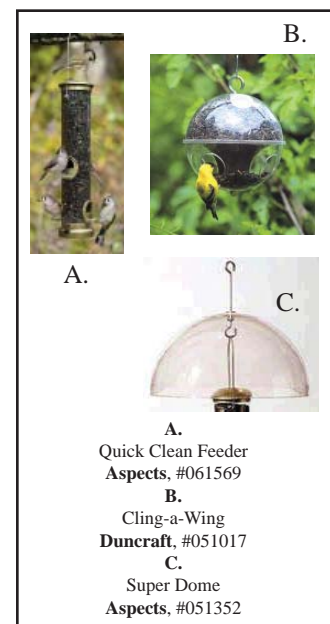 B.
A.
C.
A.
Quick Clean Feeder
Aspects, #061569
B.
Cling-a-Wing
Duncraft, #051017
C.
Super Dome
Aspects, #051352